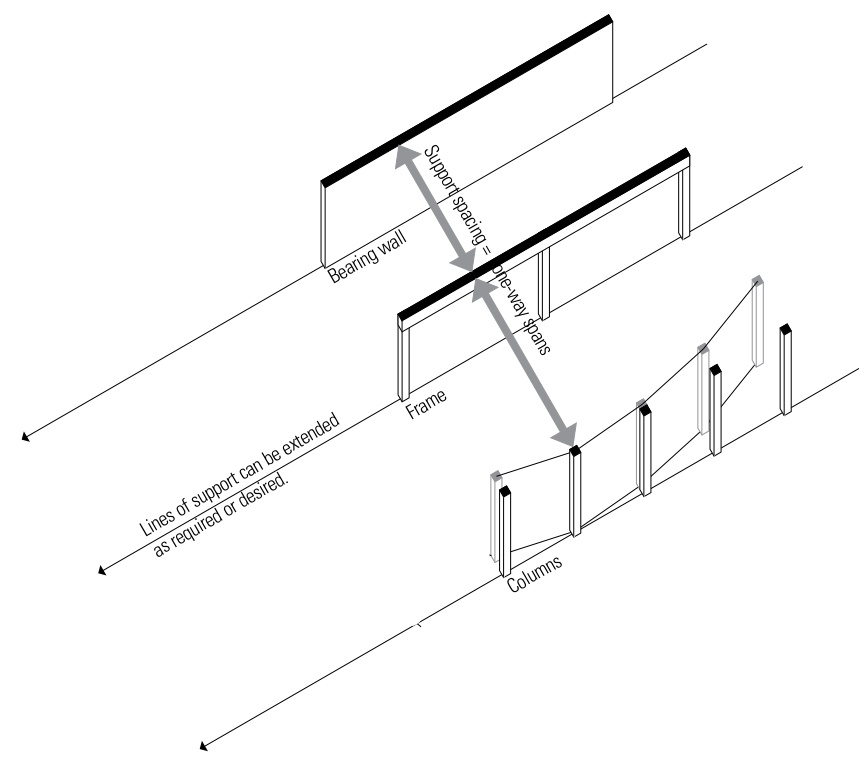 Support spacing = one-way spans
Bearing wall
Frame
Lines of support can be extended
as required or desired.
Columns